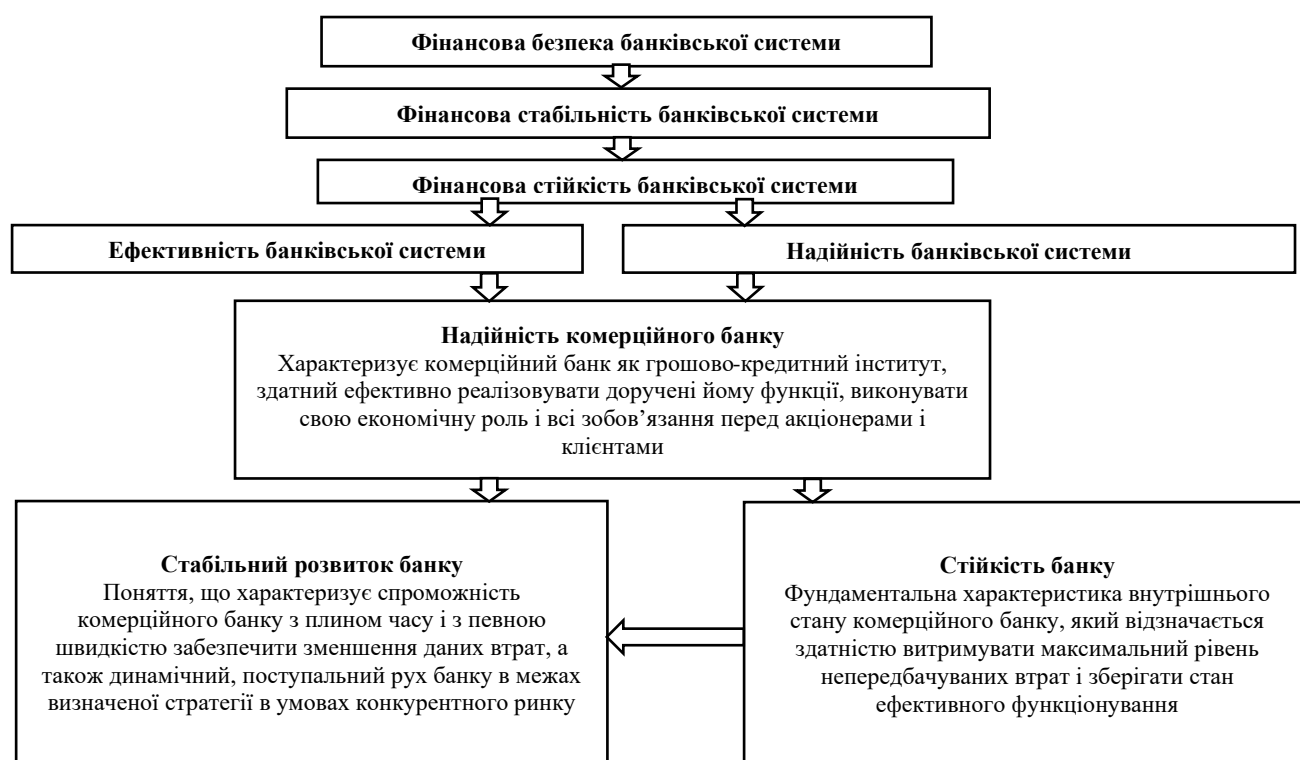 Фінансова безпека банківської системи
Фінансова стабільність банківської системи
Фінансова стійкість банківської системи
Ефективність банківської системи
Надійність банківської системи
Надійність комерційного банку
Характеризує комерційний банк як грошово-кредитний інститут,
здатний ефективно реалізовувати доручені йому функції, виконувати
свою економічну роль і всі зобов’язання перед акціонерами і
клієнтами
Стабільний розвиток банку
Поняття, що характеризує спроможність
комерційного банку з плином часу і з певною
швидкістю забезпечити зменшення даних втрат, а
також динамічний, поступальний рух банку в межах
визначеної стратегії в умовах конкурентного ринку
Стійкість банку
Фундаментальна характеристика внутрішнього
стану комерційного банку, який відзначається
здатністю витримувати максимальний рівень
непередбачуваних втрат і зберігати стан
ефективного функціонування